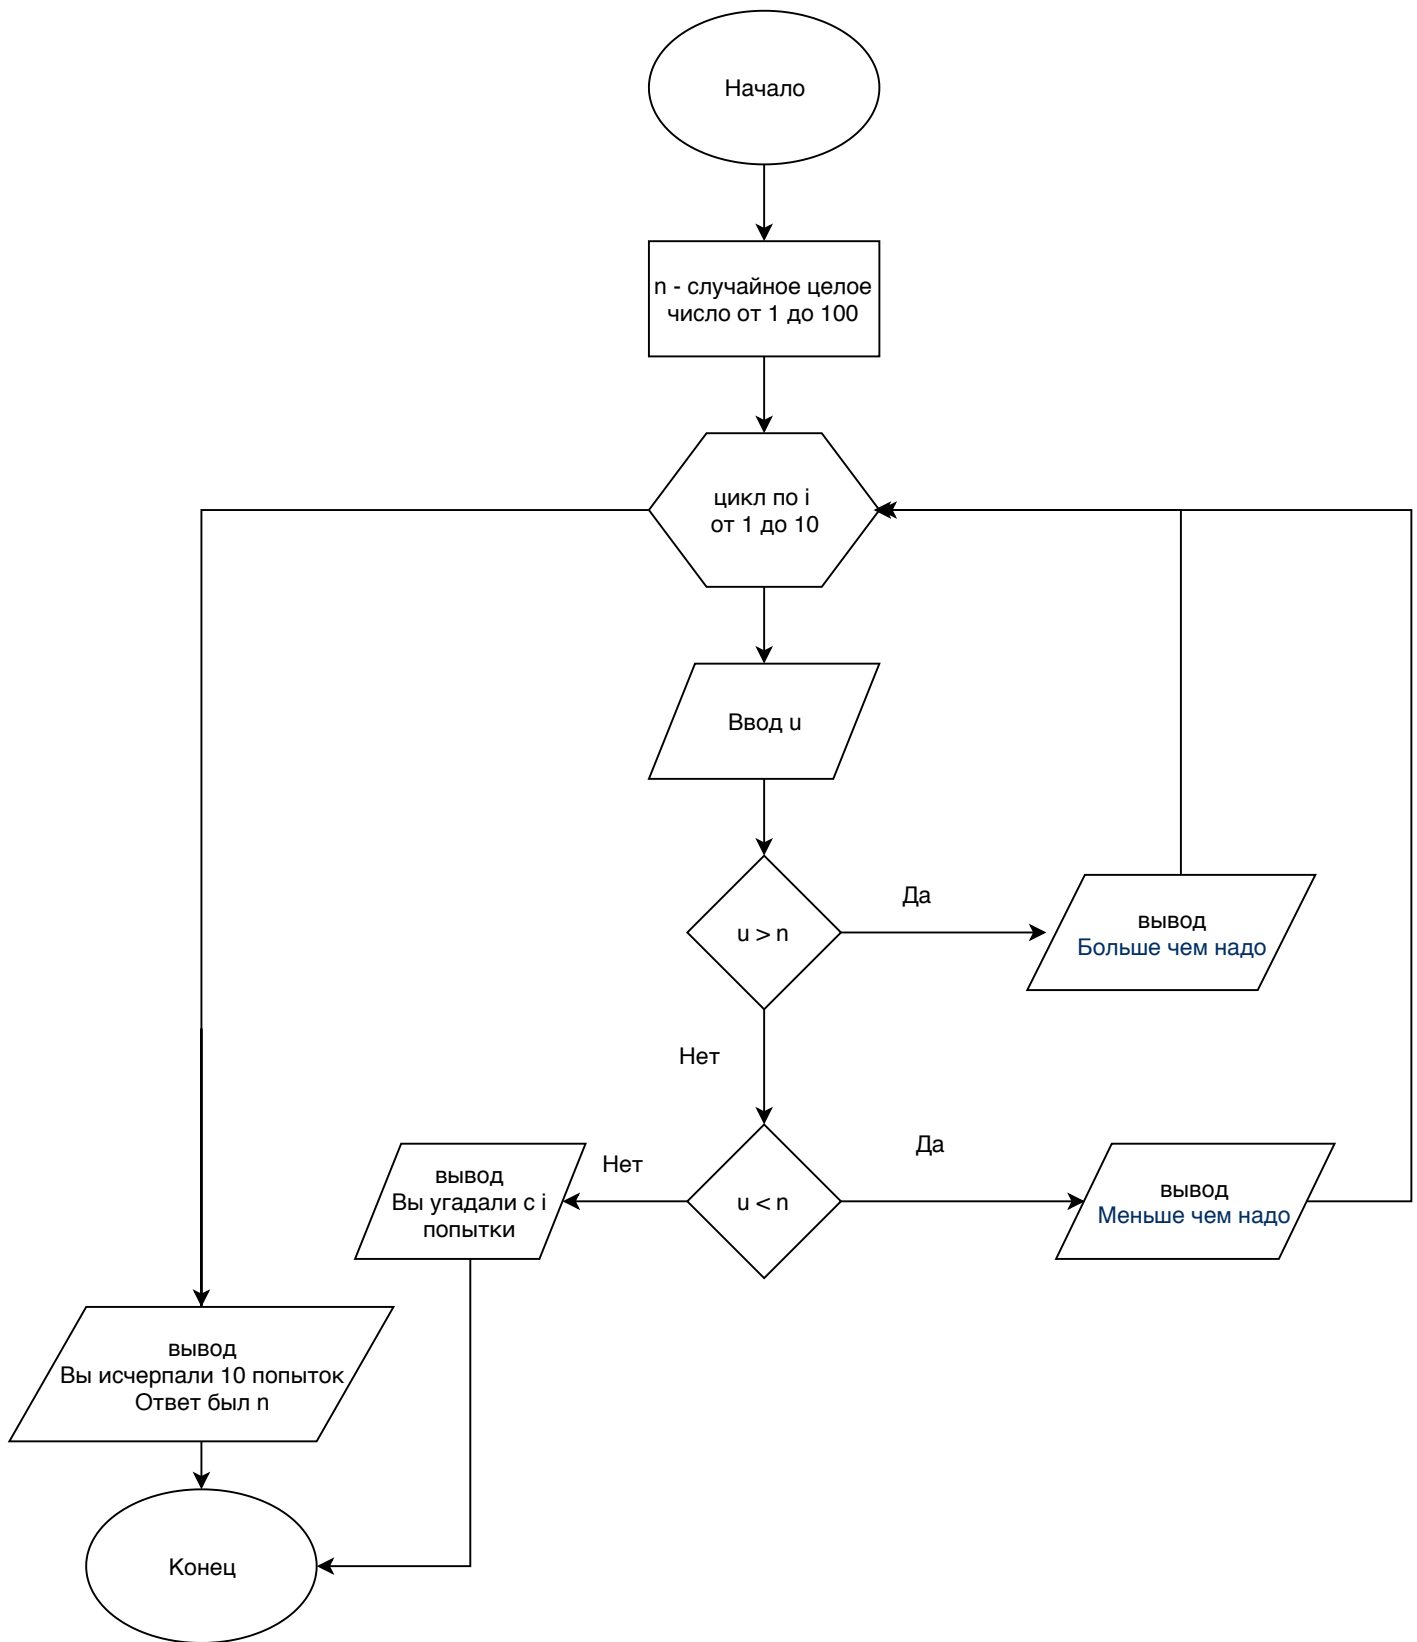 Начало
n - случайное целое
число от 1 до 100
цикл по i
от 1 до 10
Ввод u
u > n
Да
вывод
Больше чем надо
Нет
u < n
Да
вывод
Меньше чем надо
Нет
вывод
Вы угадали с i
попытки
вывод
Вы исчерпали 10 попыток
Ответ был n
Конец